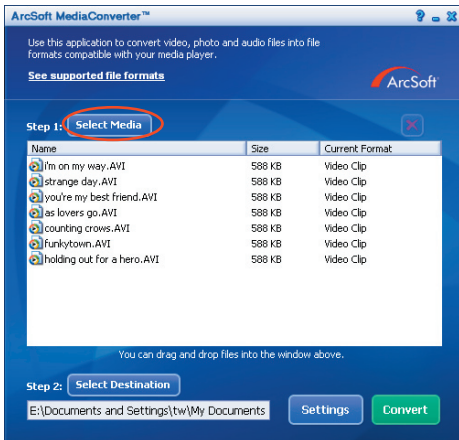 ArcSoft MediaConverter™
Use this application to convert video, photo and audio files into file
formats compatible with your media player.
See supported file formats
ArcSoft
Step 1: Select Media
Name Size Current Format
i'm on my way.AVI 588 KB Video Clip
strange day.AVI 588 KB Video Clip
you're my best friend.AVI 588 KB Video Clip
as lovers go.AVI 588 KB Video Clip
counting crows.AVI 588 KB Video Clip
funkytown.AVI 588 KB Video Clip
holding out for a hero.AVI 588 KB Video Clip
You can drag and drop files into the window above.
Step 2: Select Destination
E:\Documents and Settings\tw\My Documents Settings Convert